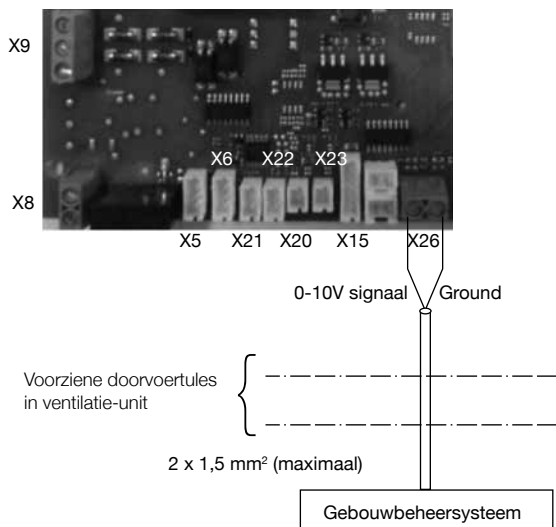 X9
X6
X22
X23
X8
X5
X21
X20
X15
X26
0-10V signaal
Ground
Voorziene doorvoertules
in ventilatie-unit
2 x 1,5 mm² (maximaal)
Gebouwbeheersysteem